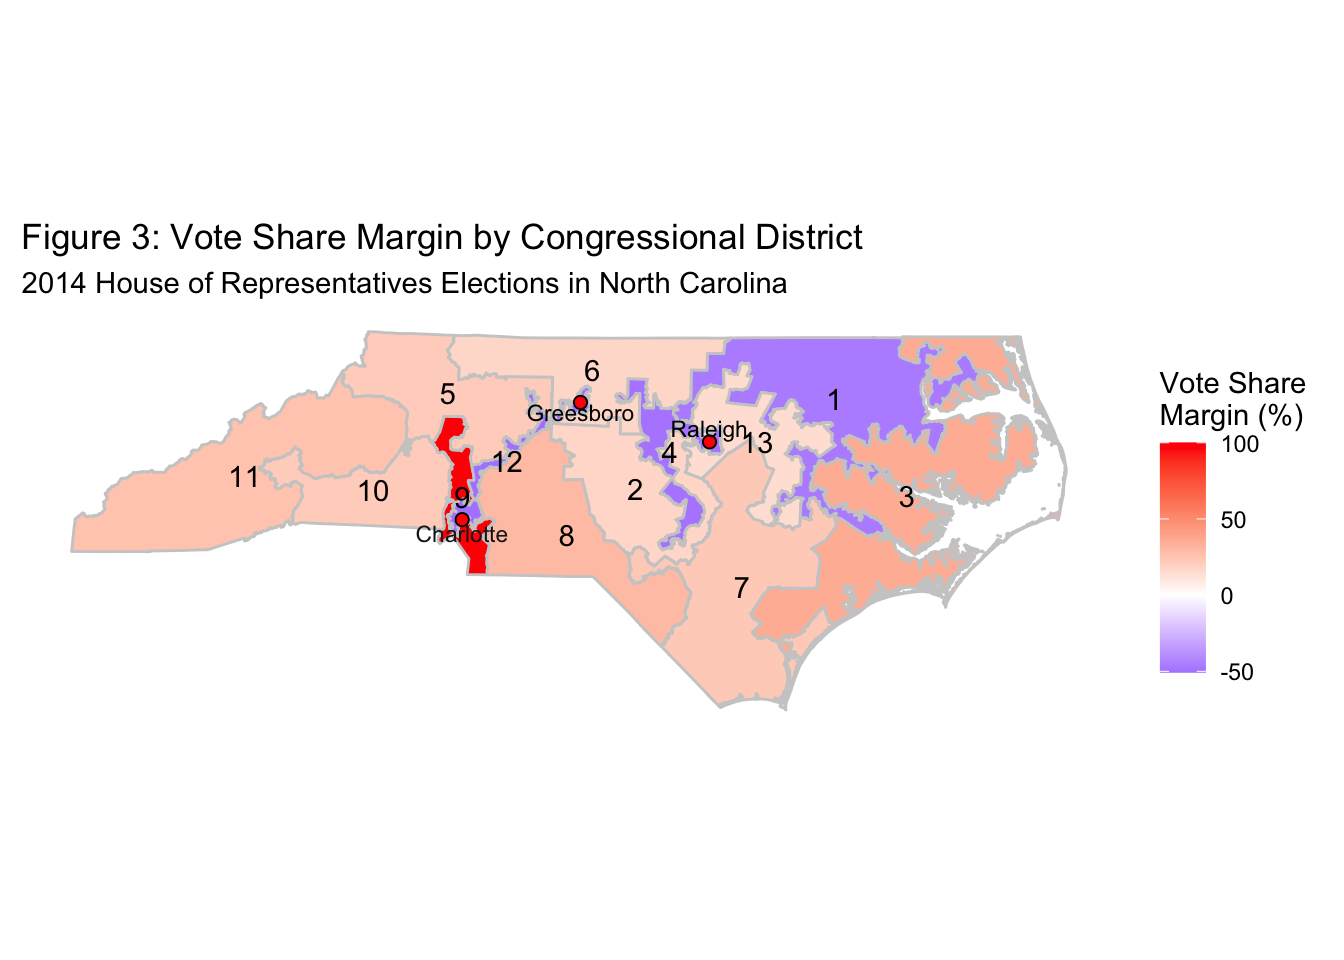 Figure 3: Vote Share Margin by Congressional District
2014 House of Representatives Elections in North Carolina
6
5
1
Greesboro
Raleigh
13
4
12
11
10
2
9
3
Charlotte
8
7
Vote Share
Margin (%)
100
50
0
-50